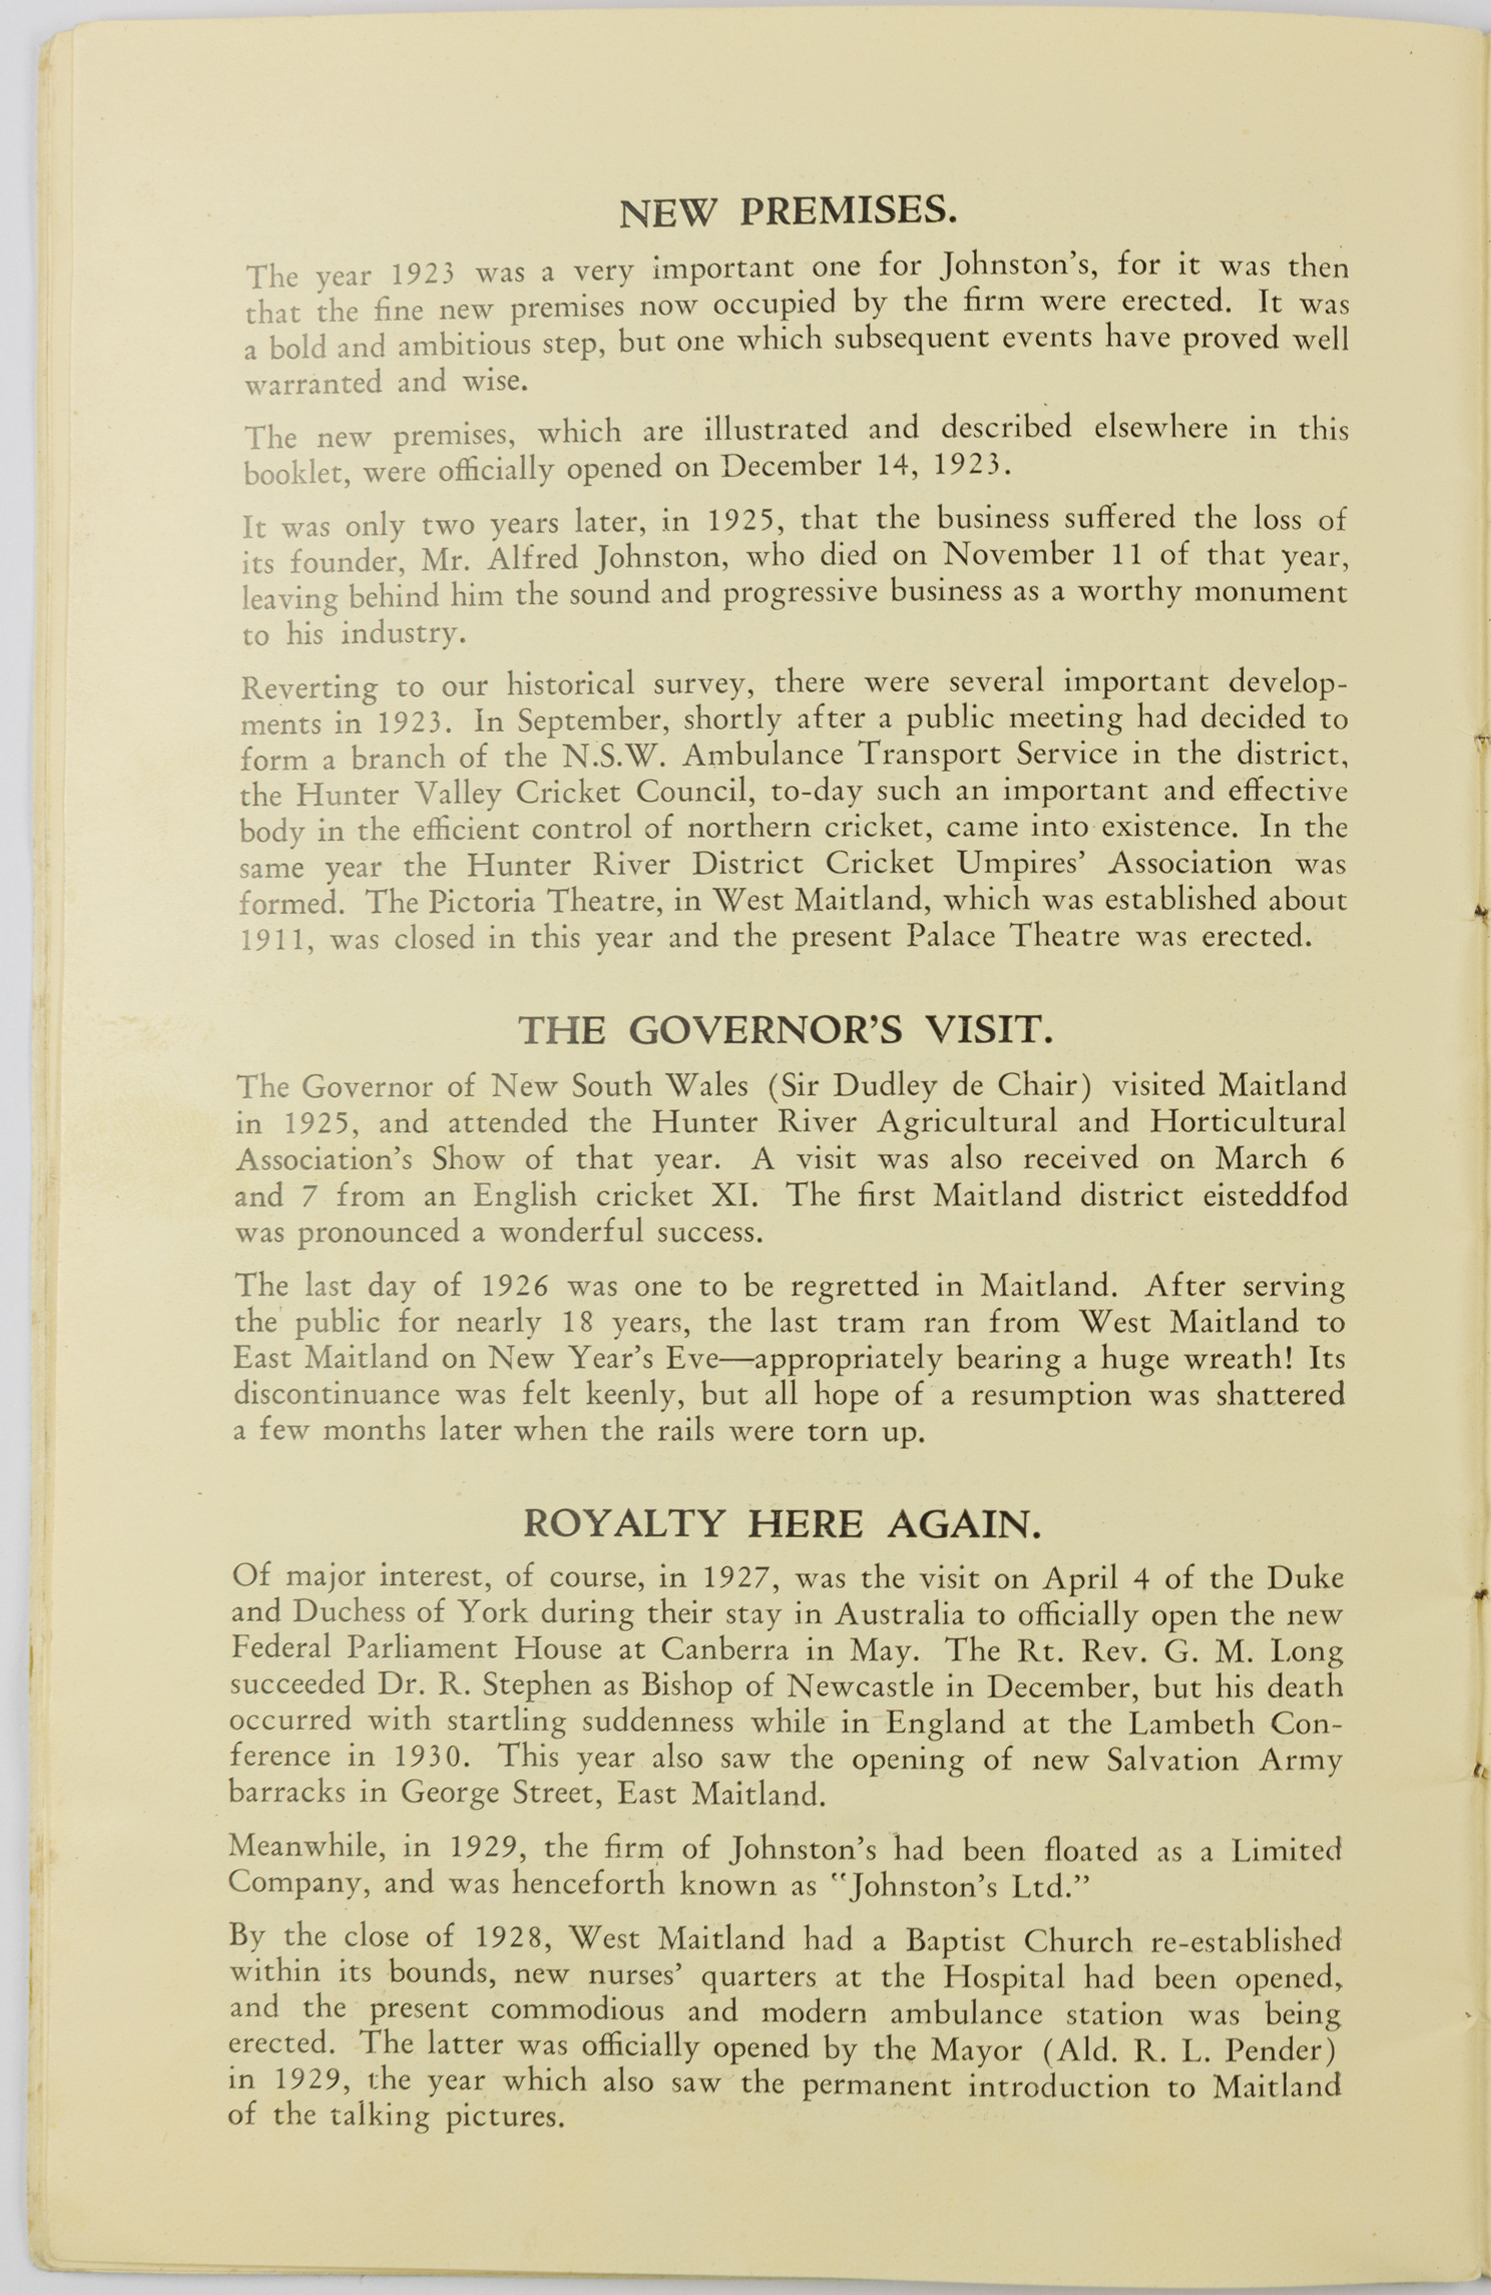 NEW PREMISES.
The year 1923 was a very important one for Johnston's, for it was then
that the fine new premises now occupied by the firm were erected. It was
a bold and ambitious step, but one which subsequent events have proved well
warranted and wise.
The new premises, which are illustrated and described elsewhere in this
booklet, were officially opened on December 14, 1923.
It was only two years later, in 1925, that the business suffered the loss of
its founder, Mr. Alfred Johnston, who died on November 11 of that year,
leaving behind him the sound and progressive business as a worthy monument
to his industry.
Reverting to our historical survey, there were several important develop-
ments in 1923. In September, shortly after a public meeting had decided to
form a branch of the N.S.W. Ambulance Transport Service in the district,
the Hunter Valley Cricket Council, to-day such an important and effective
body in the efficient control of northern cricket, came into existence. In the
same year the Hunter River District Cricket Umpires' Association was
formed. The Pictoria Theatre, in West Maitland, which was established about
1911, was closed in this year and the present Palace Theatre was erected.
THE GOVERNOR'S VISIT.
The Governor of New South Wales (Sir Dudley de Chair) visited Maitland
in 1925, and attended the Hunter River Agricultural and Horticultural
Association's Show of that year. A visit was also received on March 6
and 7 from an English cricket XI. The first Maitland district eisteddfod
was pronounced a wonderful success.
The last day of 1926 was one to be regretted in Maitland. After serving
the public for nearly 18 years, the last tram ran from West Maitland to
East Maitland on New Year's Eve—appropriately bearing a huge wreath! Its
discontinuance was felt keenly, but all hope of a resumption was shattered
a few months later when the rails were torn up.
ROYALTY HERE AGAIN.
Of major interest, of course, in 1927, was the visit on April 4 of the Duke
and Duchess of York during their stay in Australia to officially open the new
Federal Parliament House at Canberra in May. The Rt. Rev. G. M. Long
succeeded Dr. R. Stephen as Bishop of Newcastle in December, but his death
occurred with startling suddenness while in England at the Lambeth Con-
ference in 1930. This year also saw the opening of new Salvation Army
barracks in George Street, East Maitland.
Meanwhile, in 1929, the firm of Johnston's had been floated as a Limited
Company, and was henceforth known as "Johnston's Ltd."
By the close of 1928, West Maitland had a Baptist Church re-established
within its bounds, new nurses' quarters at the Hospital had been opened,
and the present commodious and modern ambulance station was being
erected. The latter was officially opened by the Mayor (Ald. R. L. Pender)
in 1929, the year which also saw the permanent introduction to Maitland
of the talking pictures.